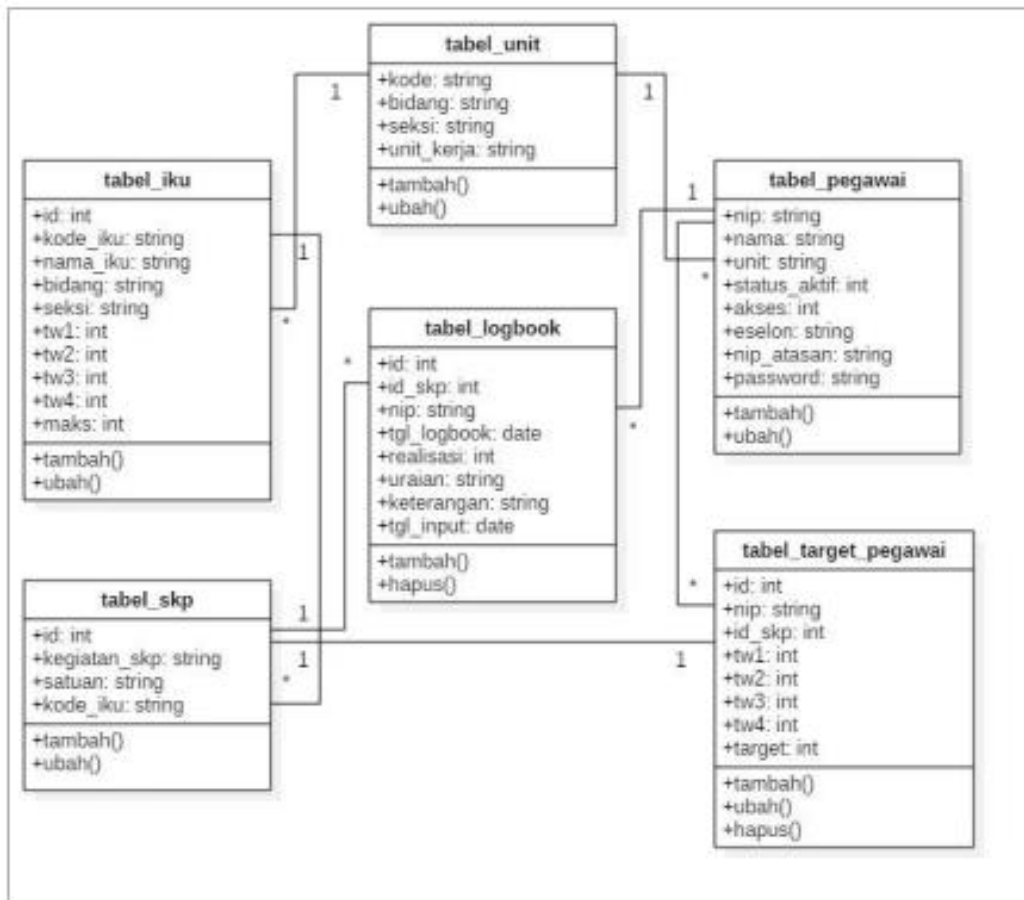 tabel_unit
+kode: string
+bidang: string
+seksi: string
+unit_kerja: string
+tambah()
+ubah()
1
1
tabel_iku
+id: int
+kode_iku: string
+nama_iku: string
+bidang: string
+seksi: string
+tw1: int
+tw2: int
+tw3: int
+tw4: int
+maks: int
+tambah()
+ubah()
1
*
tabel_pegawai
+nip: string
+nama: string
+unit: string
+status_aktif: int
+akses: int
+eselon: string
+nip_atasan: string
+password: string
+tambah()
+ubah()
1
*
tabel_logbook
+id: int
+id_skp: int
+nip: string
+tgl_logbook: date
+realisasi: int
+uraian: string
+keterangan: string
+tgl_input: date
+tambah()
+hapus()
*
*
tabel_skp
+id: int
+kegiatan_skp: string
+satuan: string
+kode_iku: string
+tambah()
+ubah()
1
1
*
tabel_target_pegawai
+id: int
+nip: string
+id_skp: int
+tw1: int
+tw2: int
+tw3: int
+tw4: int
+target: int
+tambah()
+ubah()
+hapus()
*
1